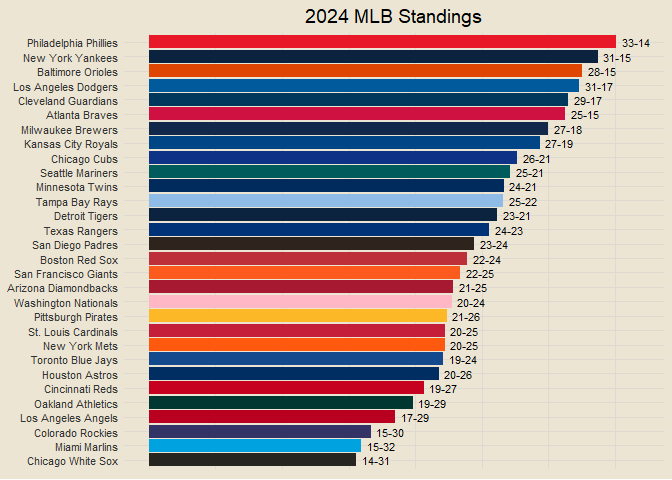 2024 MLB Standings
Philadelphia Phillies 33-14
New York Yankees 31-15
Baltimore Orioles 28-15
Los Angeles Dodgers 31-17
Cleveland Guardians 29-17
Atlanta Braves 25-15
Milwaukee Brewers 27-18
Kansas City Royals 27-19
Chicago Cubs 26-21
Seattle Mariners 25-21
Minnesota Twins 24-21
Tampa Bay Rays 25-22
Detroit Tigers 23-21
Texas Rangers 24-23
San Diego Padres 23-24
Boston Red Sox 22-24
San Francisco Giants 22-25
Arizona Diamondbacks 21-25
Washington Nationals 20-24
Pittsburgh Pirates 21-26
St. Louis Cardinals 20-25
New York Mets 20-25
Toronto Blue Jays 19-24
Houston Astros 20-26
Cincinnati Reds 19-27
Oakland Athletics 19-29
Los Angeles Angels 17-29
Colorado Rockies 15-30
Miami Marlins 15-32
Chicago White Sox 14-31